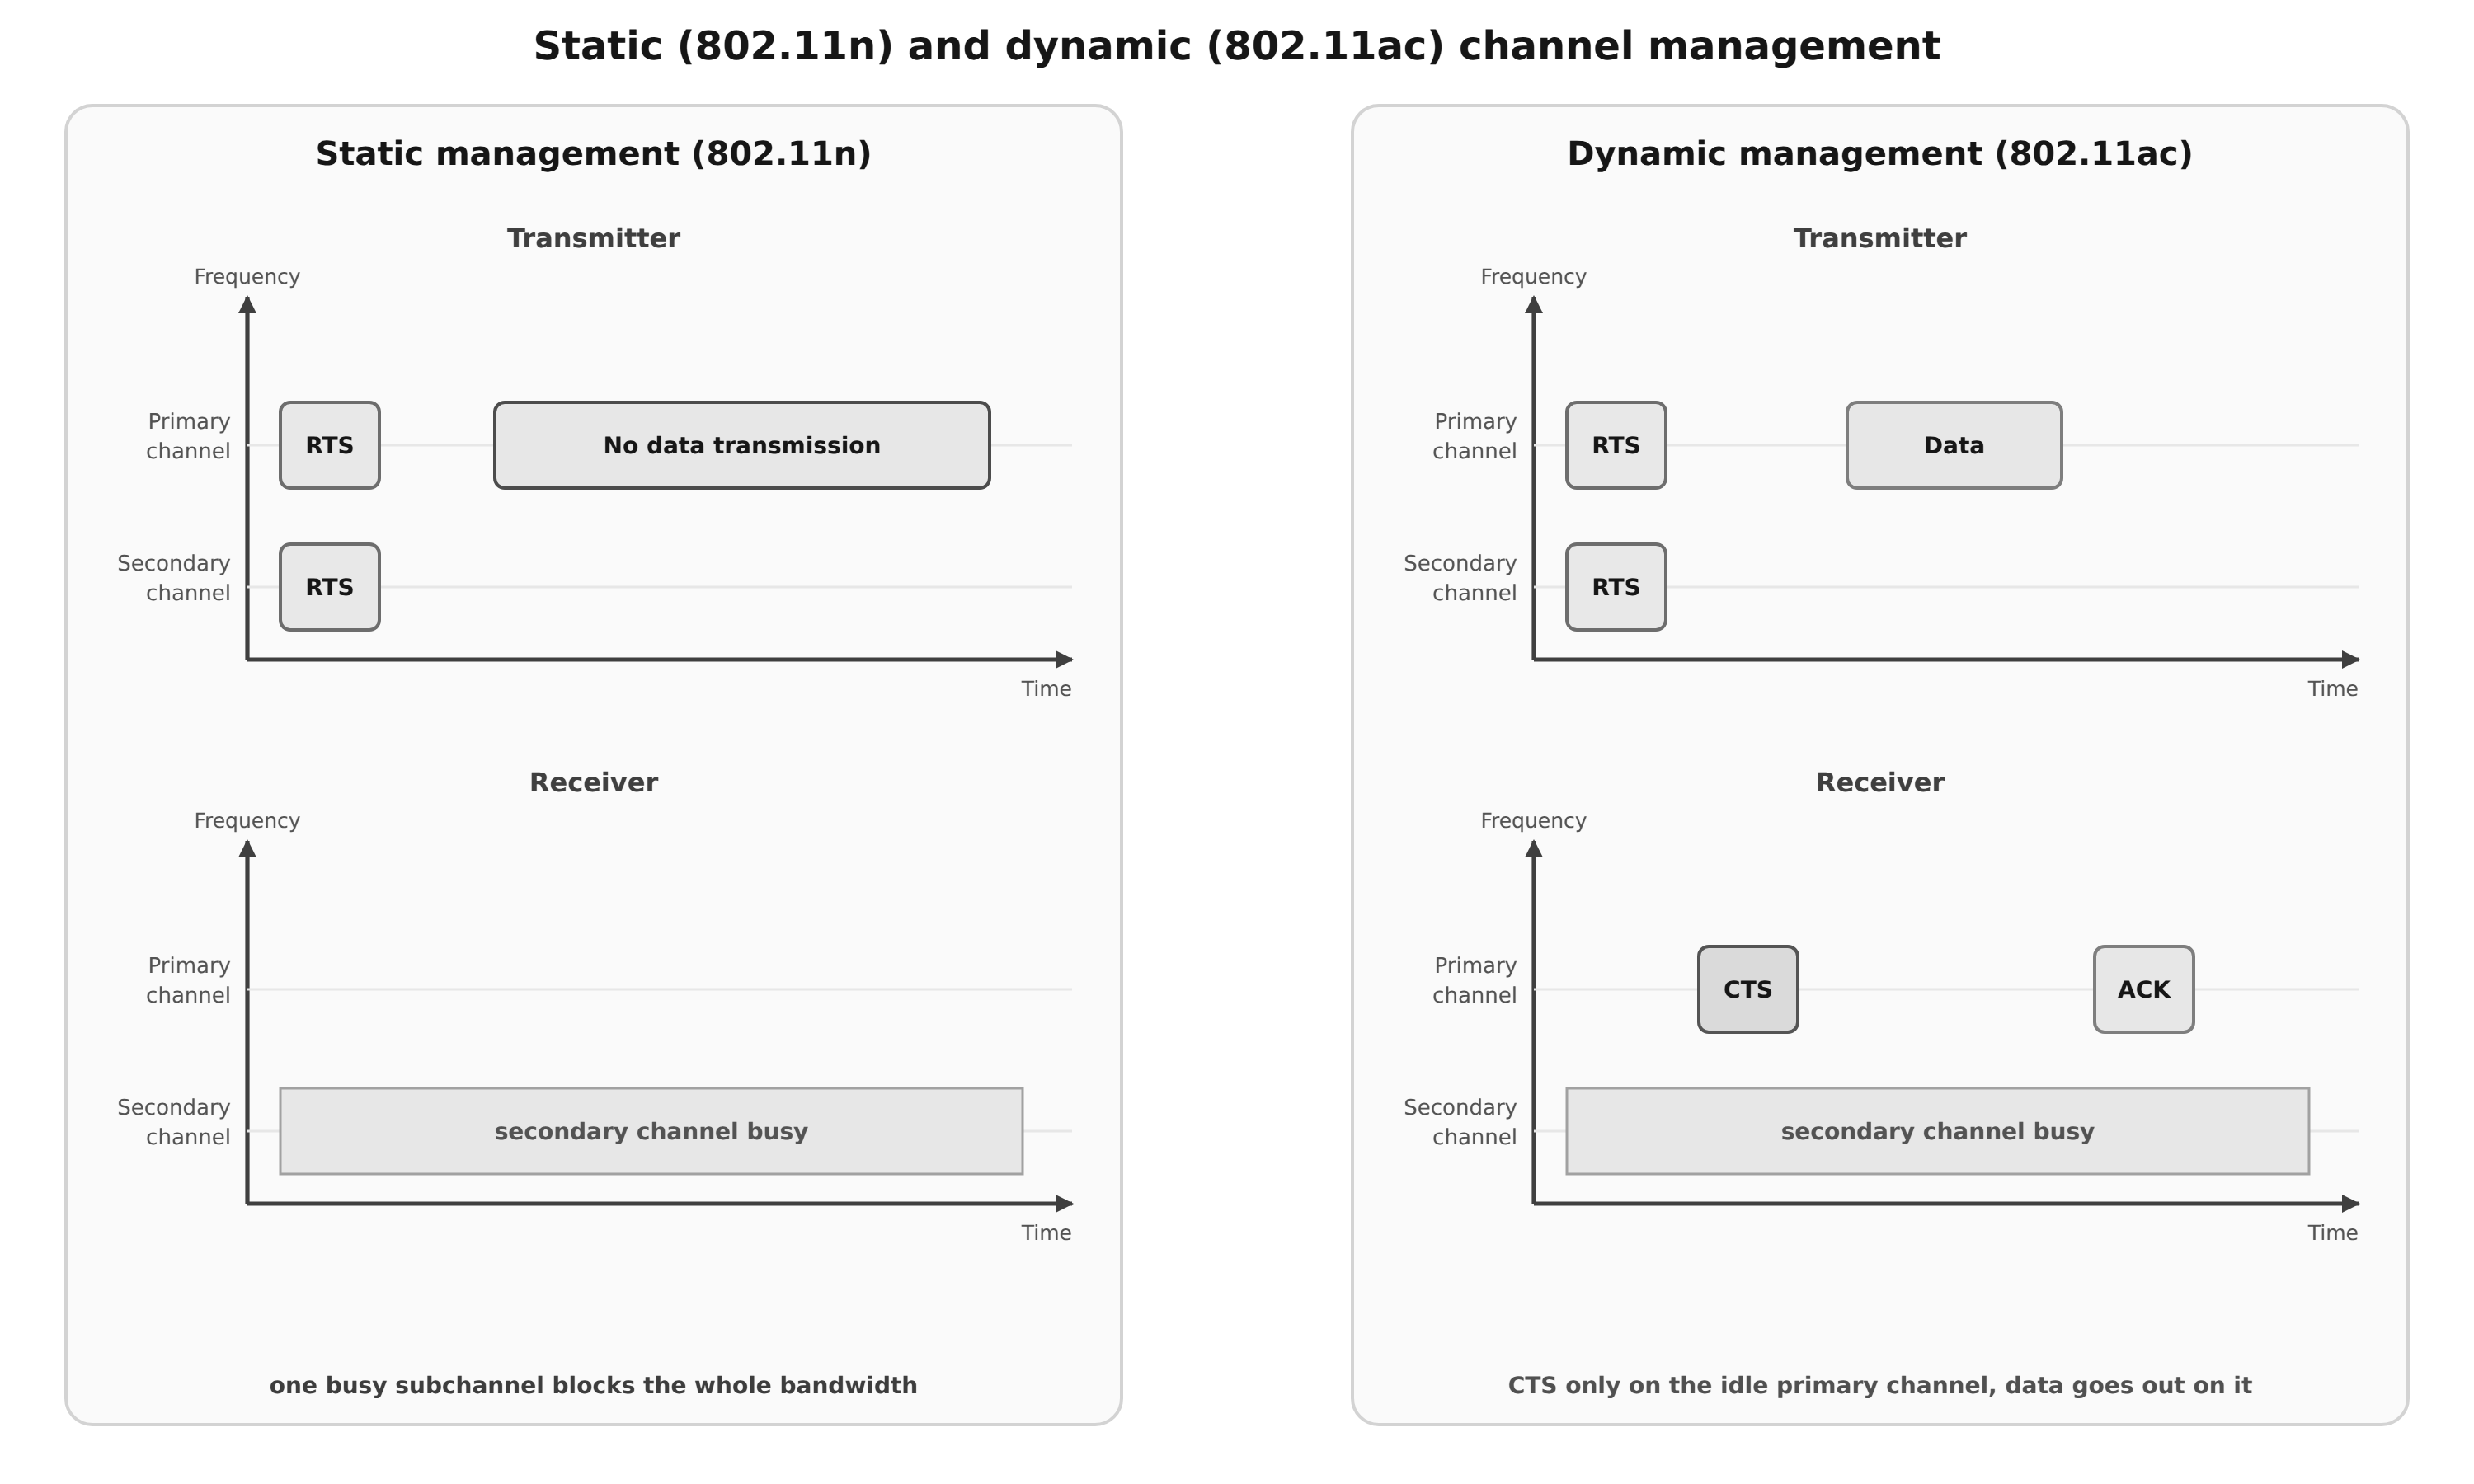 Static (802.11n) and dynamic (802.11ac) channel management
Static management (802.11n)
Transmitter
Frequency
Primary
channel
RTS
No data transmission
Secondary
channel
RTS
Time
Receiver
Frequency
Primary
channel
Secondary
channel
secondary channel busy
Time
one busy subchannel blocks the whole bandwidth
Dynamic management (802.11ac)
Transmitter
Frequency
Primary
channel
RTS
Data
Secondary
channel
RTS
Time
Receiver
Frequency
Primary
channel
CTS
ACK
Secondary
channel
secondary channel busy
Time
CTS only on the idle primary channel, data goes out on it